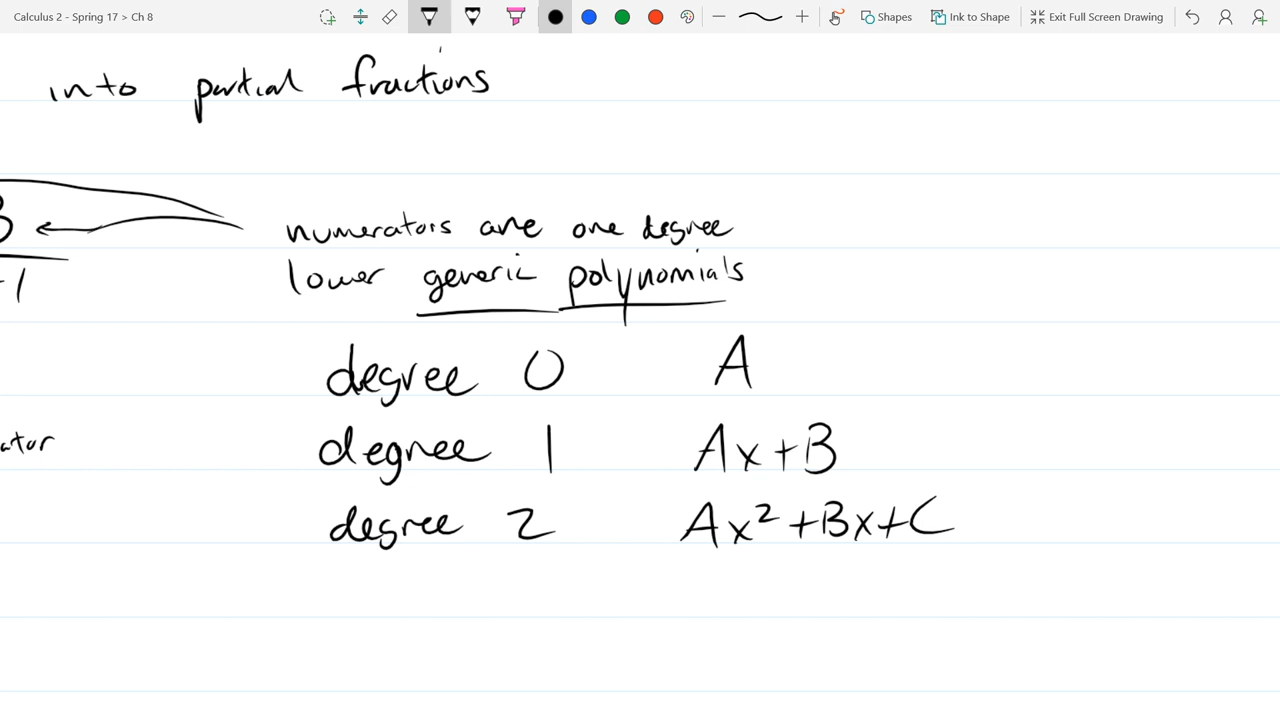 Calculus 2 - Spring 17 > Ch 8
Shapes
Ink to Shape
Exit Full Screen Drawing
into partial fractions
numerators are one degree
lower generic polynomials
degree 0 A
degree 1 Ax+B
degree 2 Ax²+Bx+C